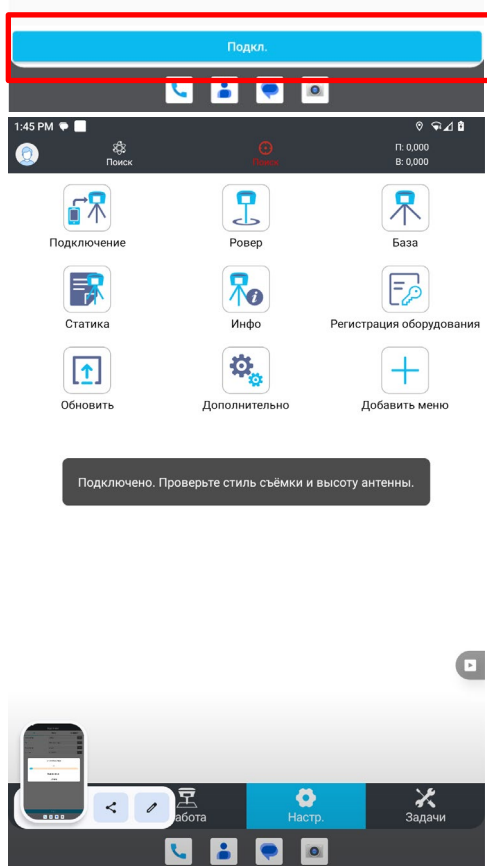 Подкл.
1:45 PM
Поиск
Поиск
П: 0,000
В: 0,000
Подключение
Ровер
База
Статика
Инфо
Регистрация оборудования
Обновить
Дополнительно
Добавить меню
Подключено. Проверьте стиль съёмки и высоту антенны.
абота
Настр.
Задачи